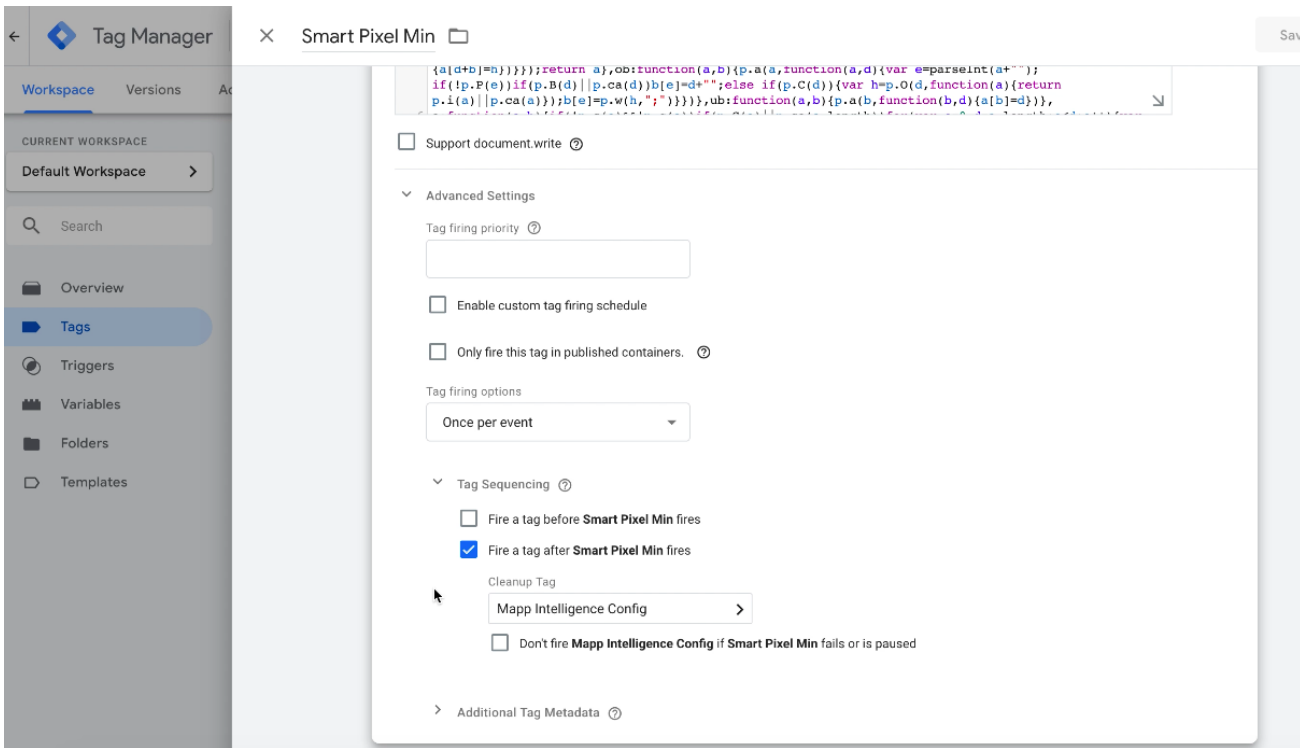 Tag Manager
Smart Pixel Min
Sav
Workspace
Versions
CURRENT WORKSPACE
Default Workspace
Search
Overview
Tags
Triggers
Variables
Folders
Templates
{a[d+b]=h})}});return a},ob:function(a,b){p.a(a,function(a,d){var e=parseInt(a+"");
if(!p.P(e))if(p.B(d)||p.ca(d))b[e]=d+"";else if(p.C(d)){var h=p.O(d,function(a){return
p.i(a)||p.ca(a)});b[e]=p.w(h,";")}})},ub:function(a,b){p.a(b,function(b,d){a[b]=d})},
Support document.write
Advanced Settings
Tag firing priority
Enable custom tag firing schedule
Only fire this tag in published containers.
Tag firing options
Once per event
Tag Sequencing
Fire a tag before Smart Pixel Min fires
Fire a tag after Smart Pixel Min fires
Cleanup Tag
Mapp Intelligence Config
Don't fire Mapp Intelligence Config if Smart Pixel Min fails or is paused
Additional Tag Metadata